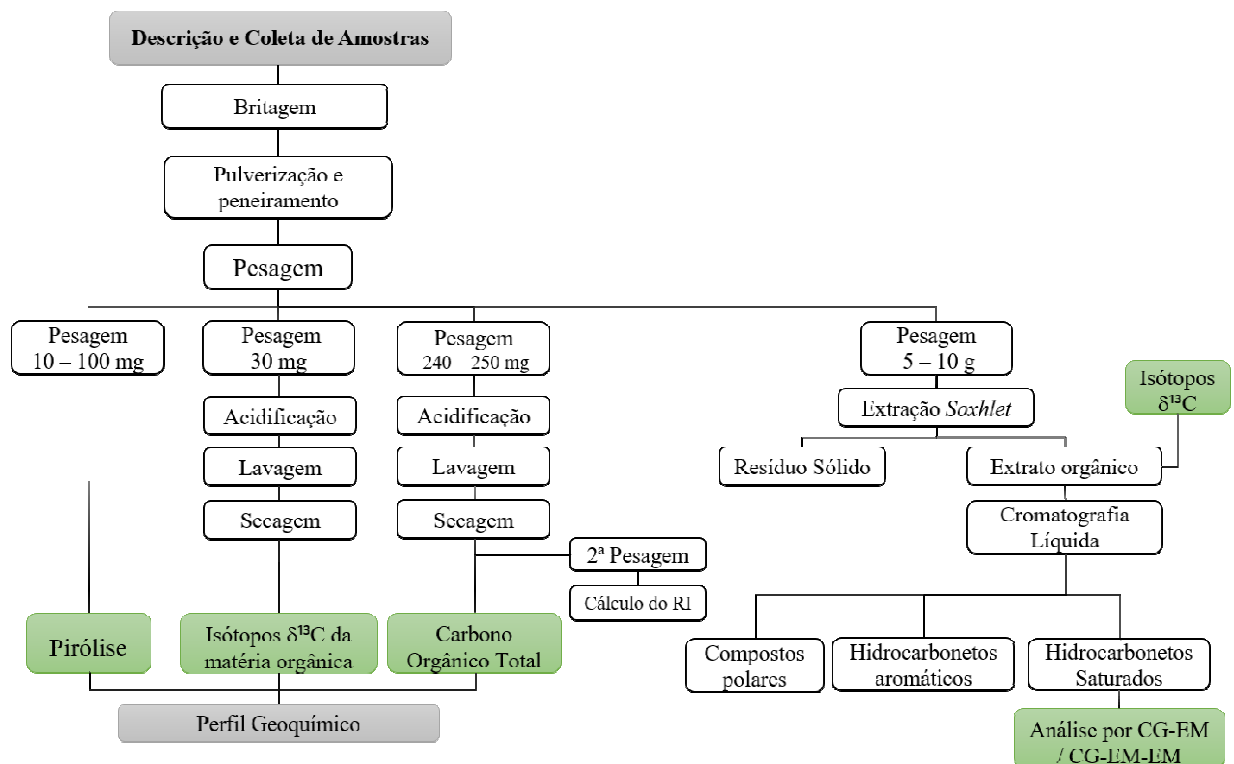 Descrição e Coleta de Amostras
Britagem
Pulverização e
peneiramento
Pesagem
Pesagem
10 – 100 mg
Pesagem
30 mg
Pesagem
240 250 mg
Pesagem
5 – 10 g
Isótopos
δ¹³C
Acidificação
Acidificação
Extração Soxhlet
Lavagem
Lavagem
Resíduo Sólido
Extrato orgânico
Secagem
Secagem
Cromatografia
Líquida
2ª Pesagem
Cálculo do RI
Pirólise
Isótopos δ¹³C da
matéria orgânica
Carbono
Orgânico Total
Compostos
polares
Hidrocarbonetos
aromáticos
Hidrocarbonetos
Saturados
Perfil Geoquímico
Análise por CG-EM
/ CG-EM-EM